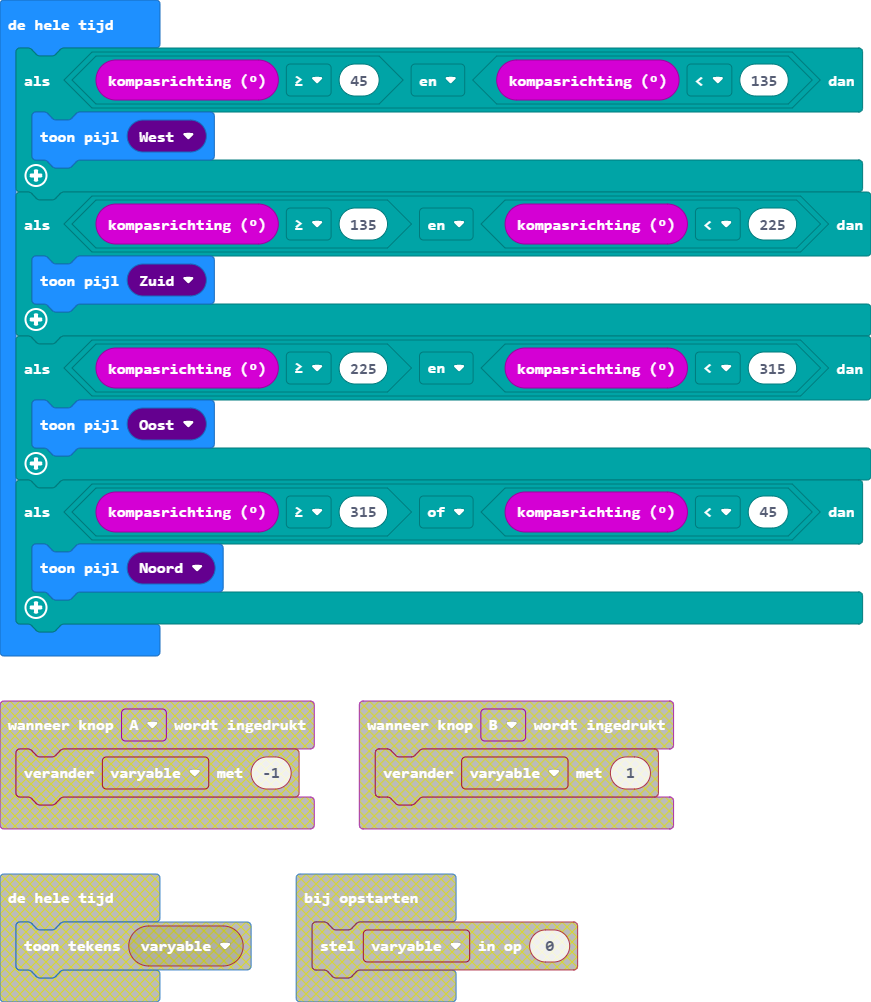 de hele tijd
als kompasrichting (º) ≥ 45 en kompasrichting (º) < 135 dan
toon pijl West
als kompasrichting (º) ≥ 135 en kompasrichting (º) < 225 dan
toon pijl Zuid
als kompasrichting (º) ≥ 225 en kompasrichting (º) < 315 dan
toon pijl Oost
als kompasrichting (º) ≥ 315 of kompasrichting (º) < 45 dan
toon pijl Noord
wanneer knop A wordt ingedrukt
verander varyable met -1
wanneer knop B wordt ingedrukt
verander varyable met 1
de hele tijd
toon tekens varyable
bij opstarten
stel varyable in op 0